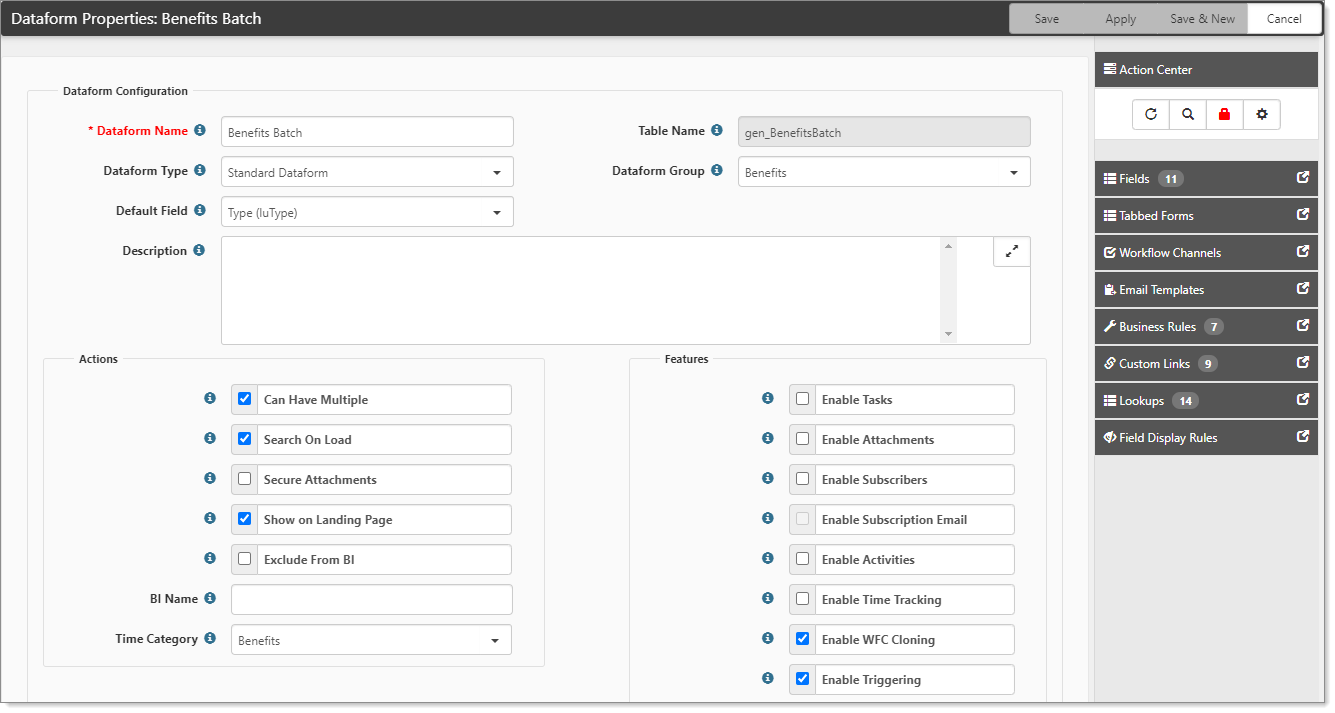 Dataform Properties: Benefits Batch
Save Apply Save & New Cancel
Dataform Configuration
* Dataform Name Benefits Batch Table Name gen_BenefitsBatch
Dataform Type Standard Dataform Dataform Group Benefits
Default Field Type (luType)
Description
Actions
Can Have Multiple
Search On Load
Secure Attachments
Show on Landing Page
Exclude From BI
BI Name
Time Category Benefits
Features
Enable Tasks
Enable Attachments
Enable Subscribers
Enable Subscription Email
Enable Activities
Enable Time Tracking
Enable WFC Cloning
Enable Triggering
Action Center
Fields 11
Tabbed Forms
Workflow Channels
Email Templates
Business Rules 7
Custom Links 9
Lookups 14
Field Display Rules